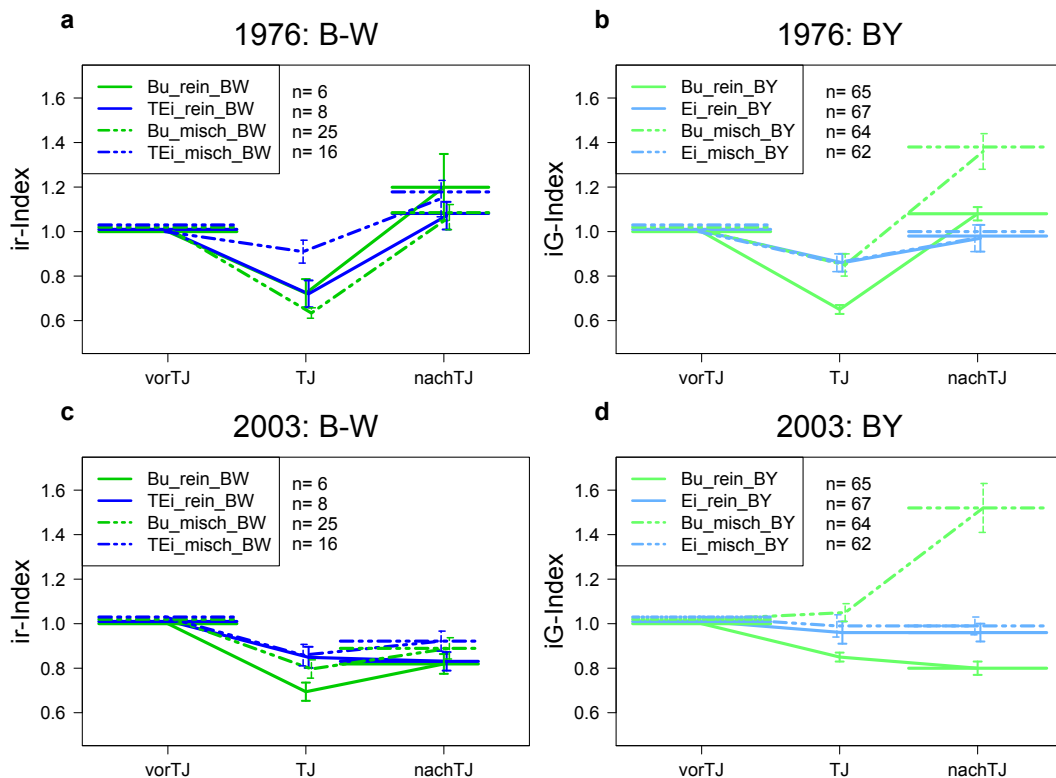 a
1976: B-W
ir-Index
1.6
1.4
1.2
1.0
0.8
0.6
Bu_rein_BW n= 6
TEi_rein_BW n= 8
Bu_misch_BW n= 25
TEi_misch_BW n= 16
vorTJ TJ nachTJ
b
1976: BY
iG-Index
1.6
1.4
1.2
1.0
0.8
0.6
Bu_rein_BY n= 65
Ei_rein_BY n= 67
Bu_misch_BY n= 64
Ei_misch_BY n= 62
vorTJ TJ nachTJ
c
2003: B-W
ir-Index
1.6
1.4
1.2
1.0
0.8
0.6
Bu_rein_BW n= 6
TEi_rein_BW n= 8
Bu_misch_BW n= 25
TEi_misch_BW n= 16
vorTJ TJ nachTJ
d
2003: BY
iG-Index
1.6
1.4
1.2
1.0
0.8
0.6
Bu_rein_BY n= 65
Ei_rein_BY n= 67
Bu_misch_BY n= 64
Ei_misch_BY n= 62
vorTJ TJ nachTJ